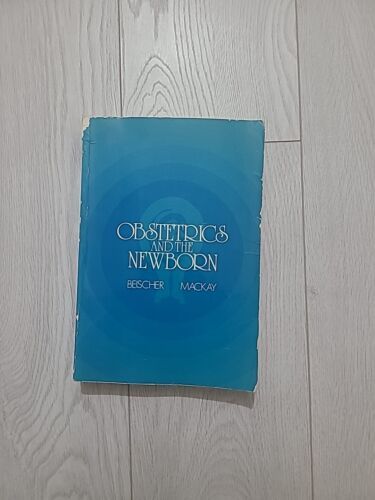 OBSTETRICS
AND THE
NEWBORN
BEISCHER MACKAY